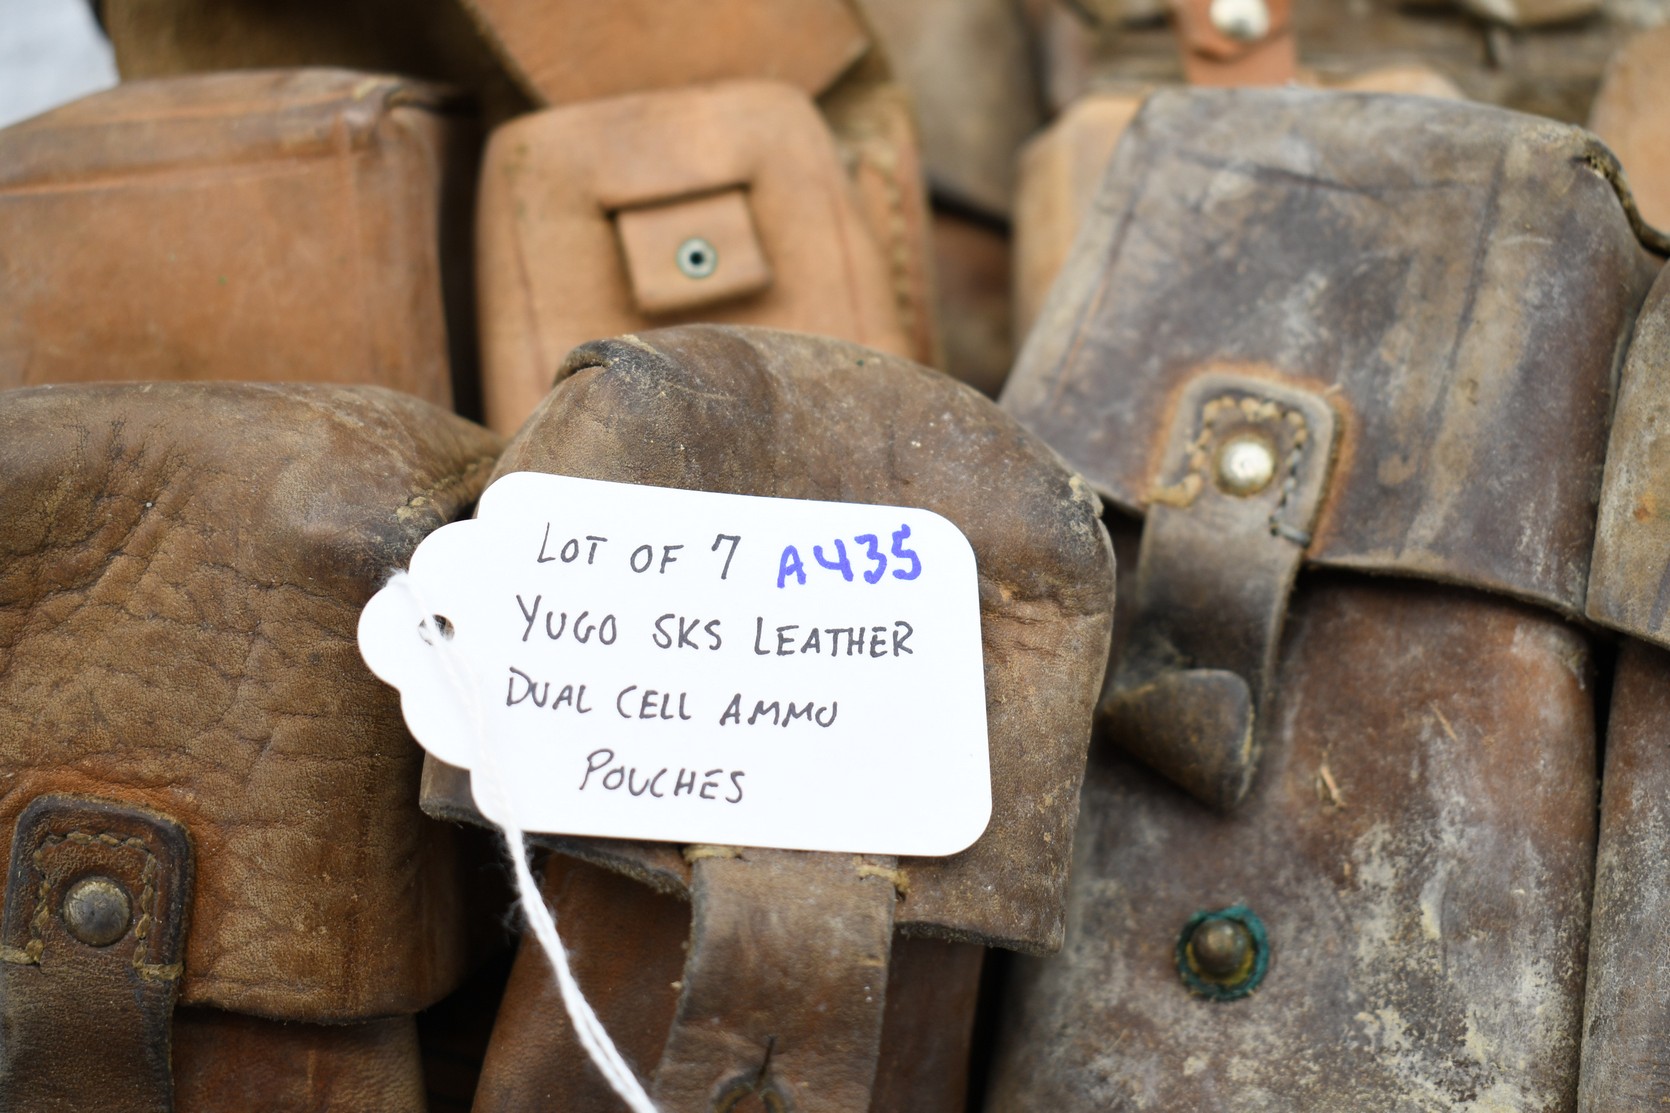 LOT OF 7 A435
YUGO SKS LEATHER
DUAL CELL AMMO
POUCHES